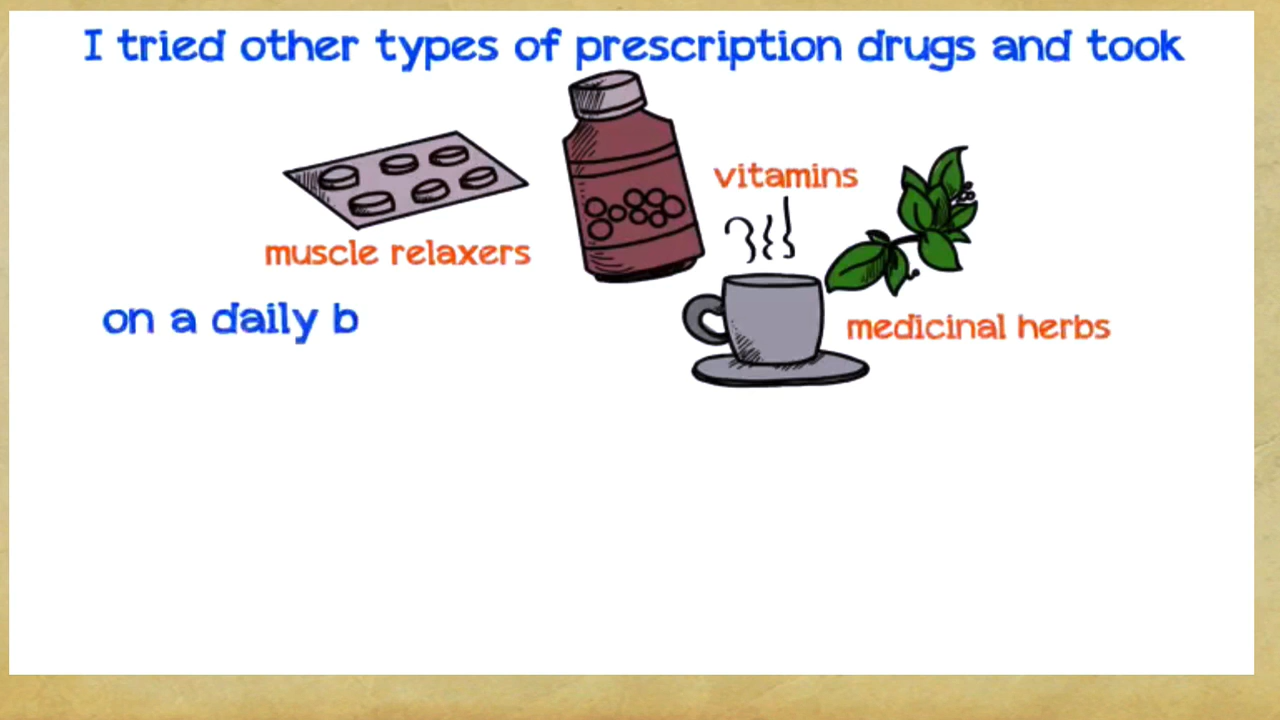 I tried other types of prescription drugs and took
vitamins
muscle relaxers
on a daily b
medicinal herbs